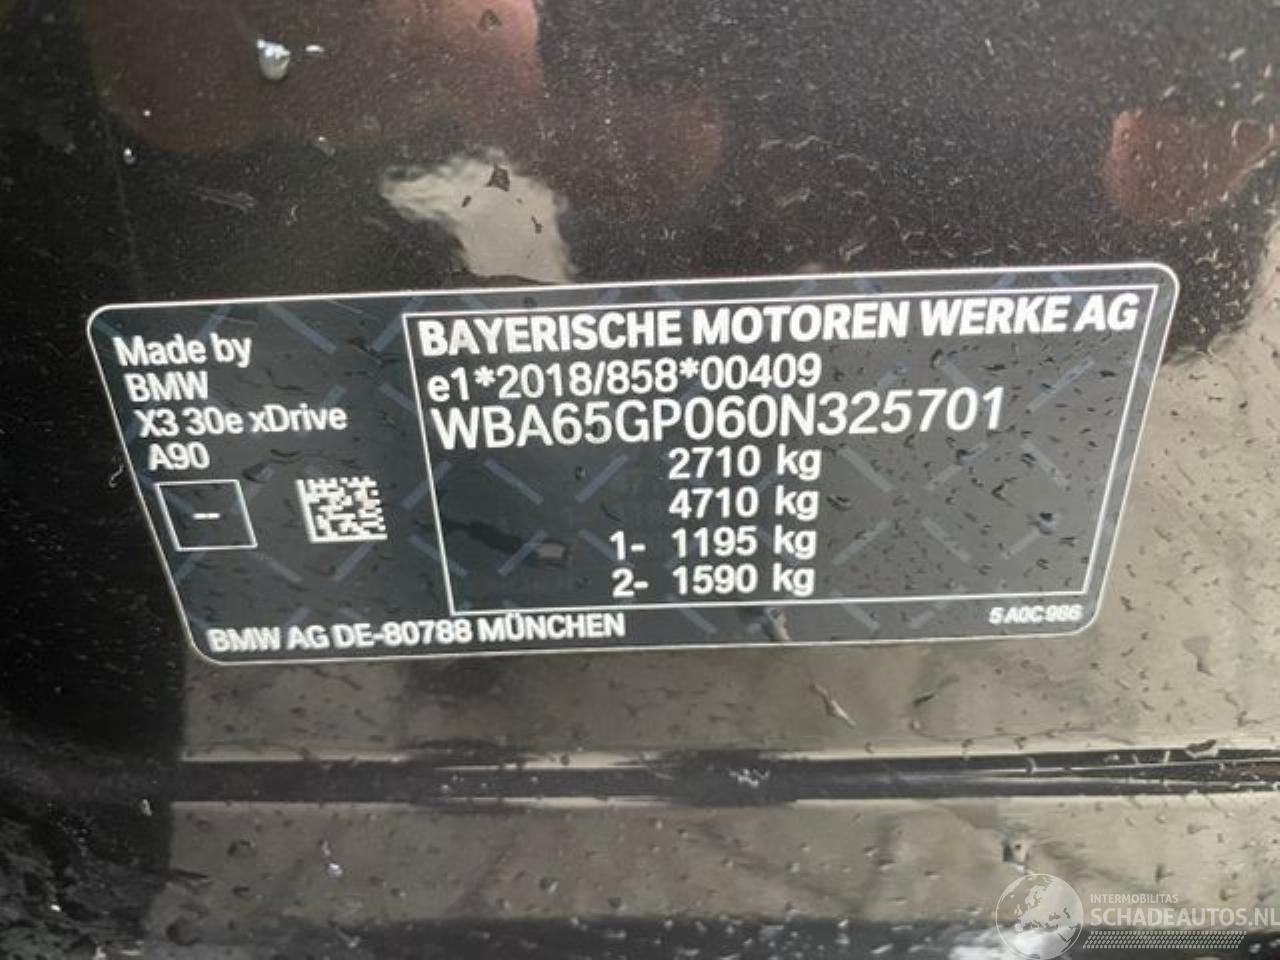 Made by
BMW
X3 30e xDrive
A90
--
BAYERISCHE MOTOREN WERKE AG
e1*2018/858*00409
WBA65GP060N325701
2710 kg
4710 kg
1- 1195 kg
2- 1590 kg
BMW AG DE-80788 MÜNCHEN
5 A0C 986
INTERMOBILITAS
SCHADEAUTOS.NL